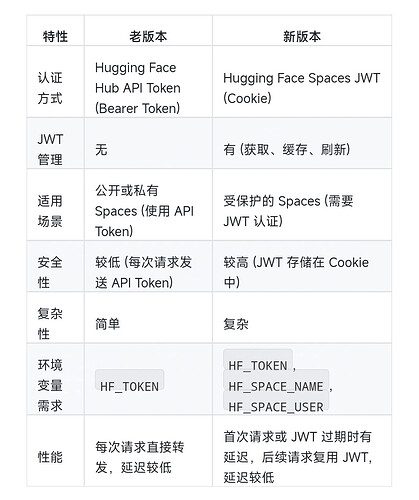 特性
老版本
新版本
认证
方式
Hugging Face
Hub API Token
(Bearer Token)
Hugging Face Spaces JWT
(Cookie)
JWT
管理
无
有 (获取、缓存、刷新)
适用
场景
公开或私有
Spaces (使用 API
Token)
受保护的 Spaces (需要
JWT 认证)
安全
性
较低 (每次请求发
送 API Token)
较高 (JWT 存储在 Cookie
中)
复杂
性
简单
复杂
环境
变量
需求
HF_TOKEN
HF_TOKEN ,
HF_SPACE_NAME ,
HF_SPACE_USER
性能
每次请求直接转
发，延迟较低
首次请求或 JWT 过期时有
延迟，后续请求复用 JWT,
延迟较低